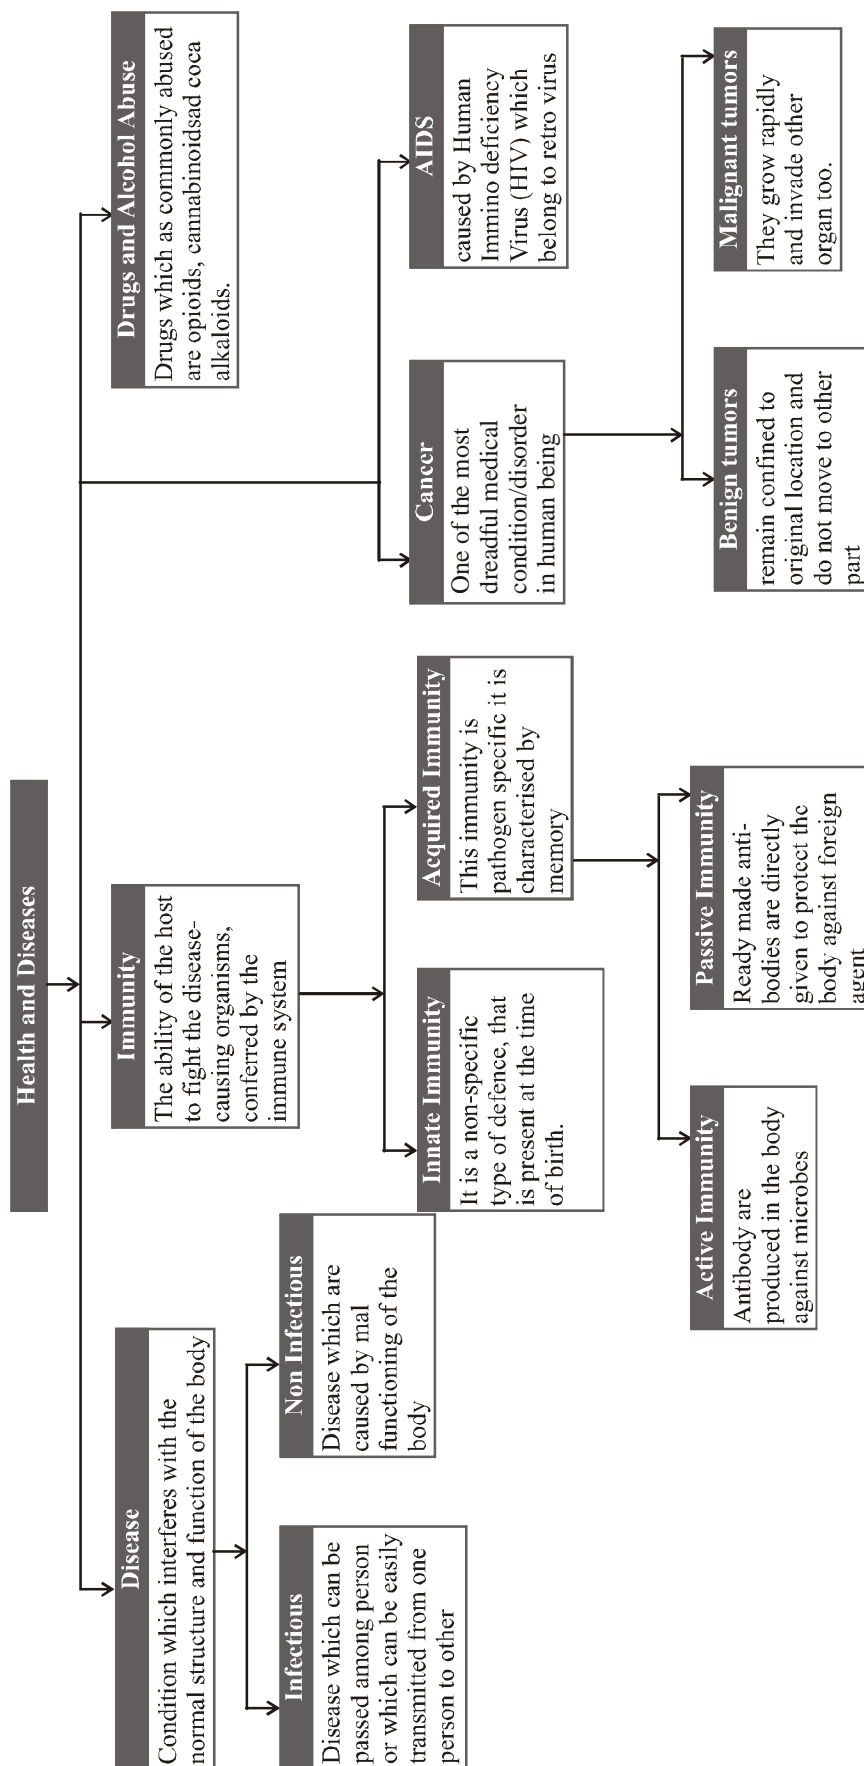 Health and Diseases
Disease
Condition which interferes with the
normal structure and function of the body
Infectious
Disease which can be
passed among person
or which can be easily
transmitted from one
person to other
Non Infectious
Disease which are
caused by mal
functioning of the
body
Immunity
The ability of the host
to fight the disease-
causing organisms,
conferred by the
immune system
Innate Immunity
It is a non-specific
type of defence, that
is present at the time
of birth.
Acquired Immunity
This immunity is
pathogen specific it is
characterised by
memory
Active Immunity
Antibody are
produced in the body
against microbes
Passive Immunity
Ready made anti-
bodies are directly
given to protect the
body against foreign
agent
Cancer
One of the most
dreadful medical
condition/disorder
in human being
Benign tumors
remain confined to
original location and
do not move to other
part
Malignant tumors
They grow rapidly
and invade other
organ too.
AIDS
caused by Human
Immino deficiency
Virus (HIV) which
belong to retro virus
Drugs and Alcohol Abuse
Drugs which as commonly abused
are opioids, cannabinoidsad coca
alkaloids.